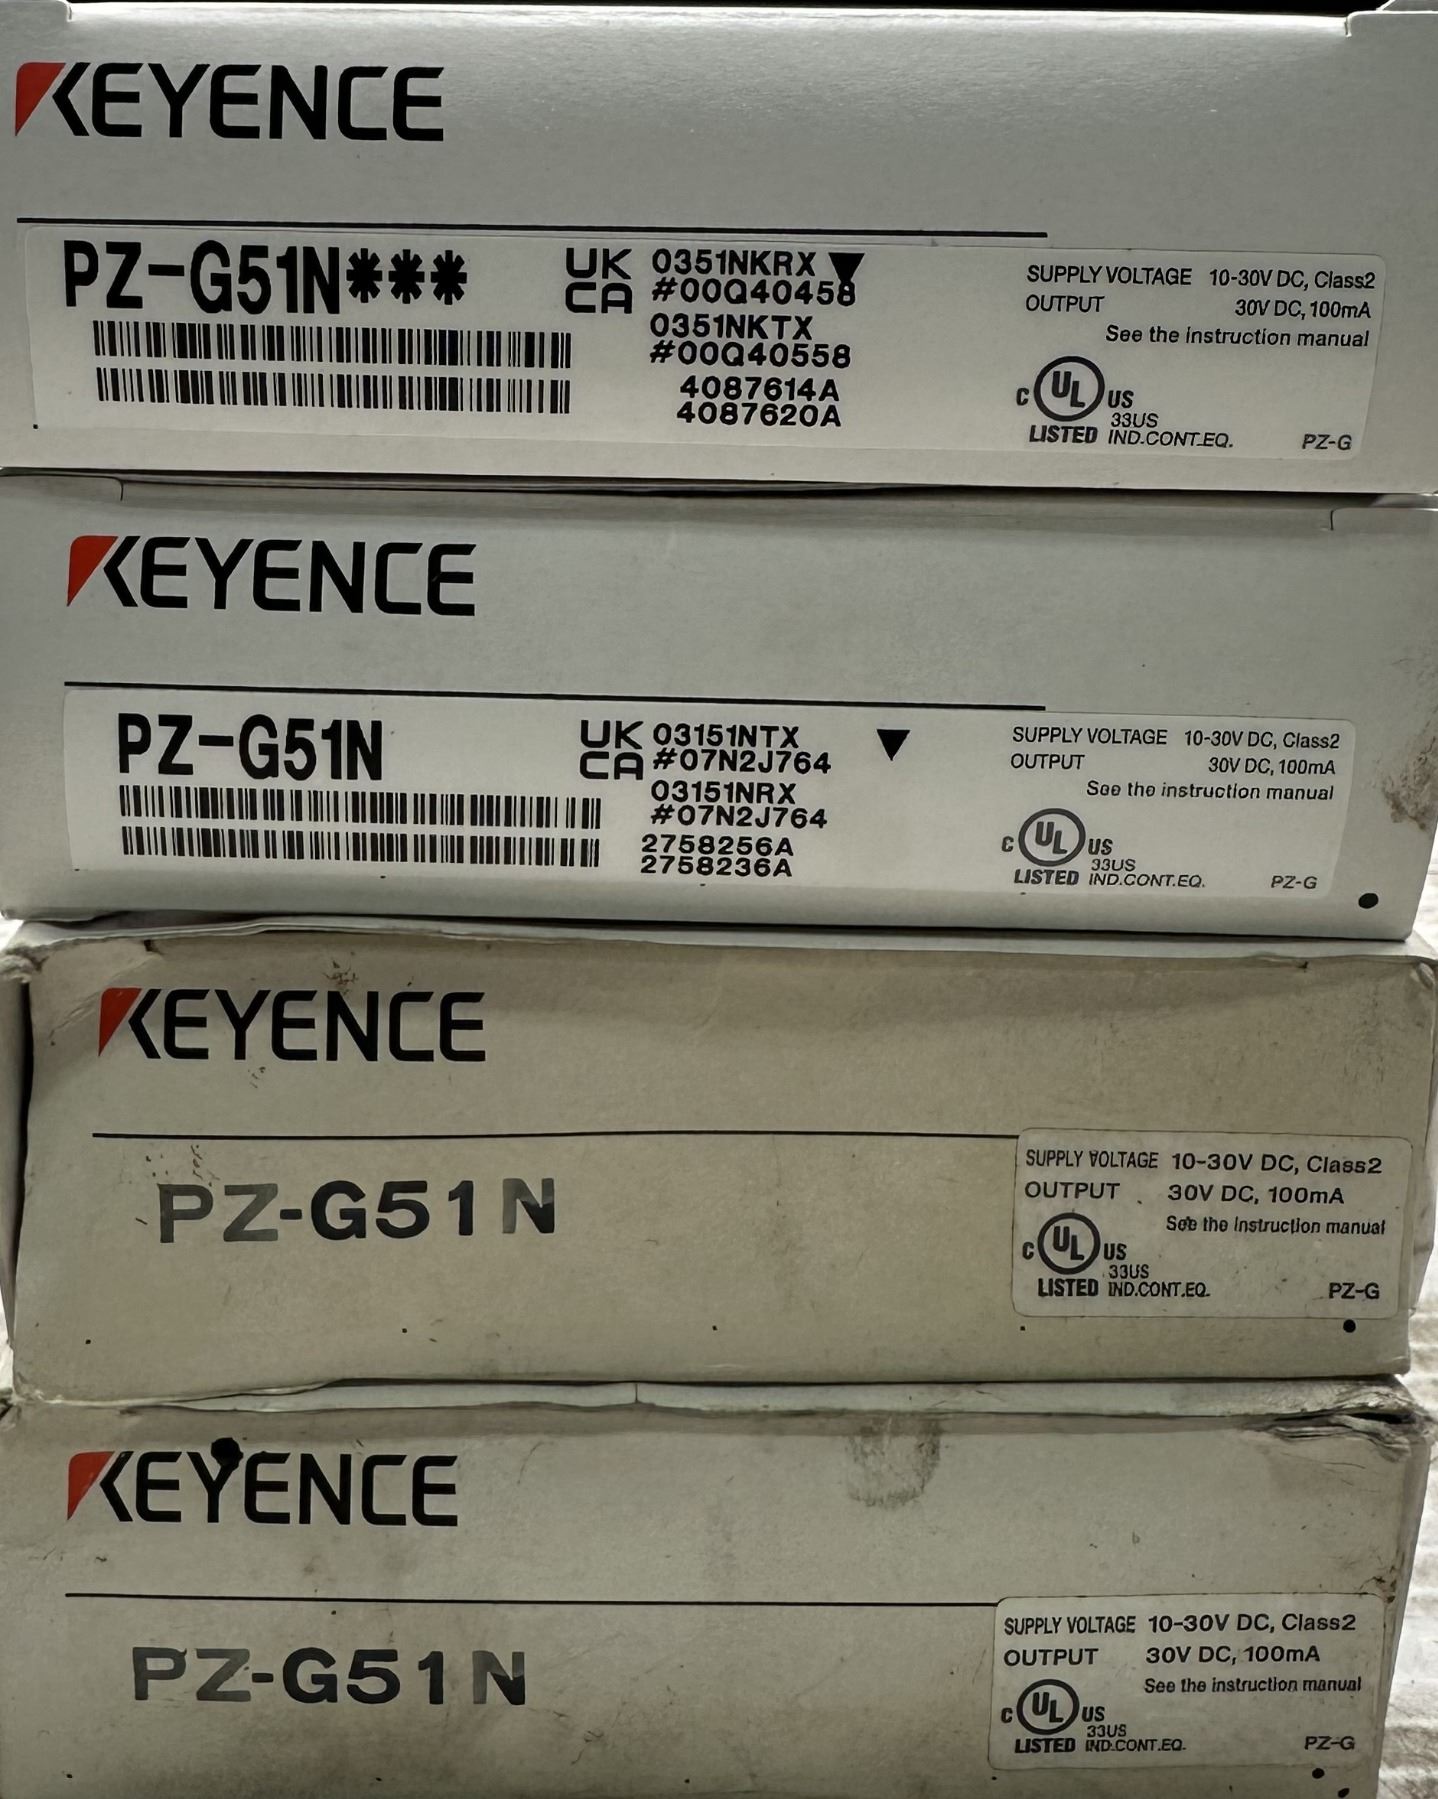 KEYENCE
PZ-G51N***
UK
CA
0351NKRX ▼
#00Q40458
0351NKTX
#00Q40558
4087614A
4087620A
SUPPLY VOLTAGE 10-30V DC, Class2
OUTPUT 30V DC, 100mA
See the instruction manual
C UL US
33US
LISTED IND.CONT.EQ. PZ-G
KEYENCE
PZ-G51N
UK
CA
03151NTX ▼
#07N2J764
03151NRX
#07N2J764
2758256A
2758236A
SUPPLY VOLTAGE 10-30V DC, Class2
OUTPUT 30V DC, 100mA
See the instruction manual
C UL US
33US
LISTED IND.CONT.EQ. PZ-G
KEYENCE
PZ-G51N
SUPPLY VOLTAGE 10-30V DC, Class2
OUTPUT 30V DC, 100mA
See the instruction manual
C UL US
33US
LISTED IND.CONT.EQ. PZ-G
KEYENCE
PZ-G51N
SUPPLY VOLTAGE 10-30V DC, Class2
OUTPUT 30V DC, 100mA
See the instruction manual
C UL US
33US
LISTED IND.CONT.EQ. PZ-G